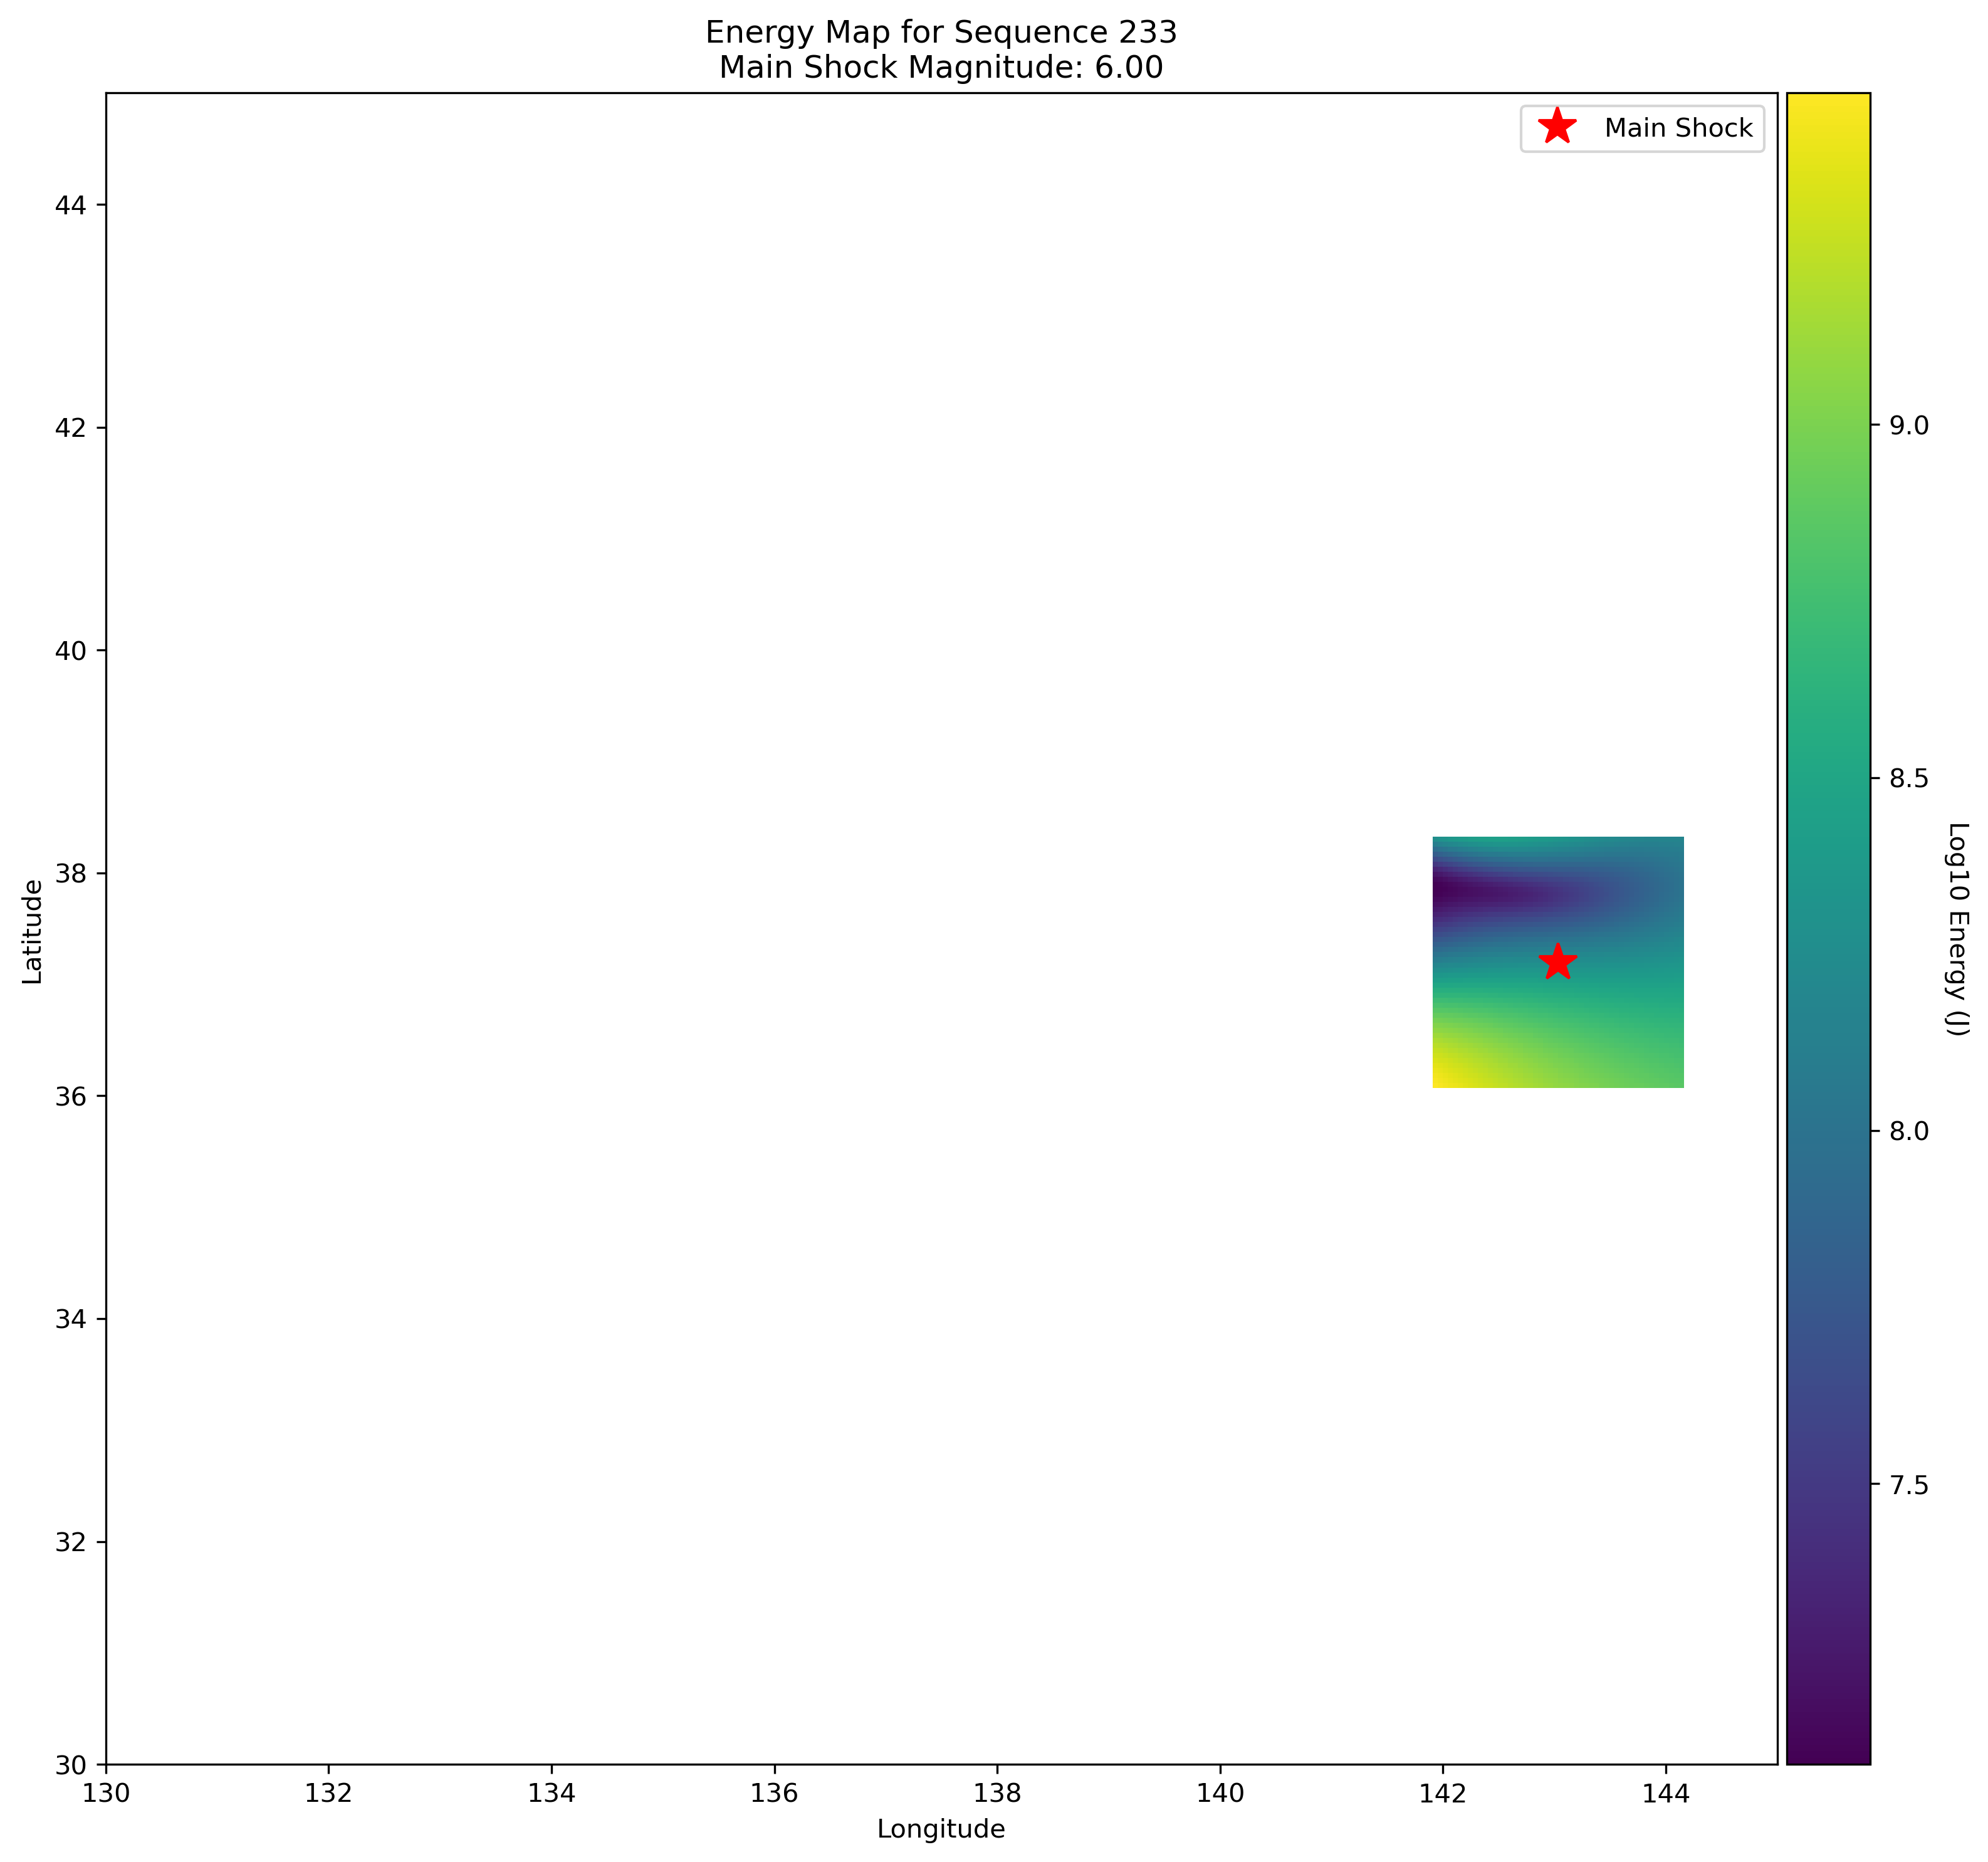 Energy Map for Sequence 233
Main Shock Magnitude: 6.00
Main Shock
44
42
40
38
36
34
32
30
Latitude
130 132 134 136 138 140 142 144
Longitude
9.0
8.5
8.0
7.5
Log10 Energy (J)